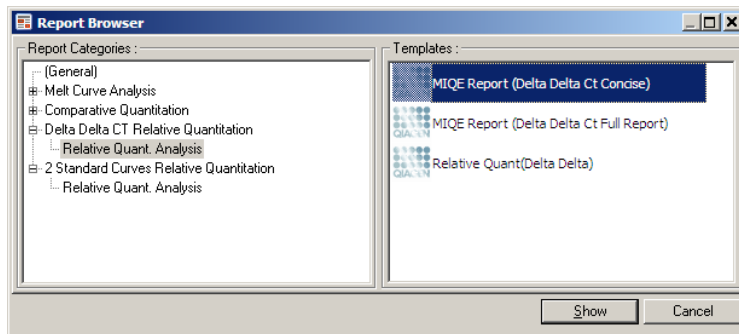 Report Browser
Report Categories :
(General)
Melt Curve Analysis
Comparative Quantitation
Delta Delta CT Relative Quantitation
Relative Quant. Analysis
2 Standard Curves Relative Quantitation
Relative Quant. Analysis
Templates :
MIQE Report (Delta Delta Ct Concise)
QIAGEN
MIQE Report (Delta Delta Ct Full Report)
QIAGEN
Relative Quant(Delta Delta)
Show
Cancel